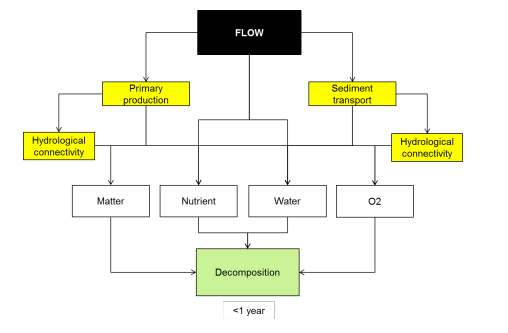 FLOW
Primary
production
Sediment
transport
Hydrological
connectivity
Hydrological
connectivity
Matter
Nutrient
Water
O2
Decomposition
<1 year